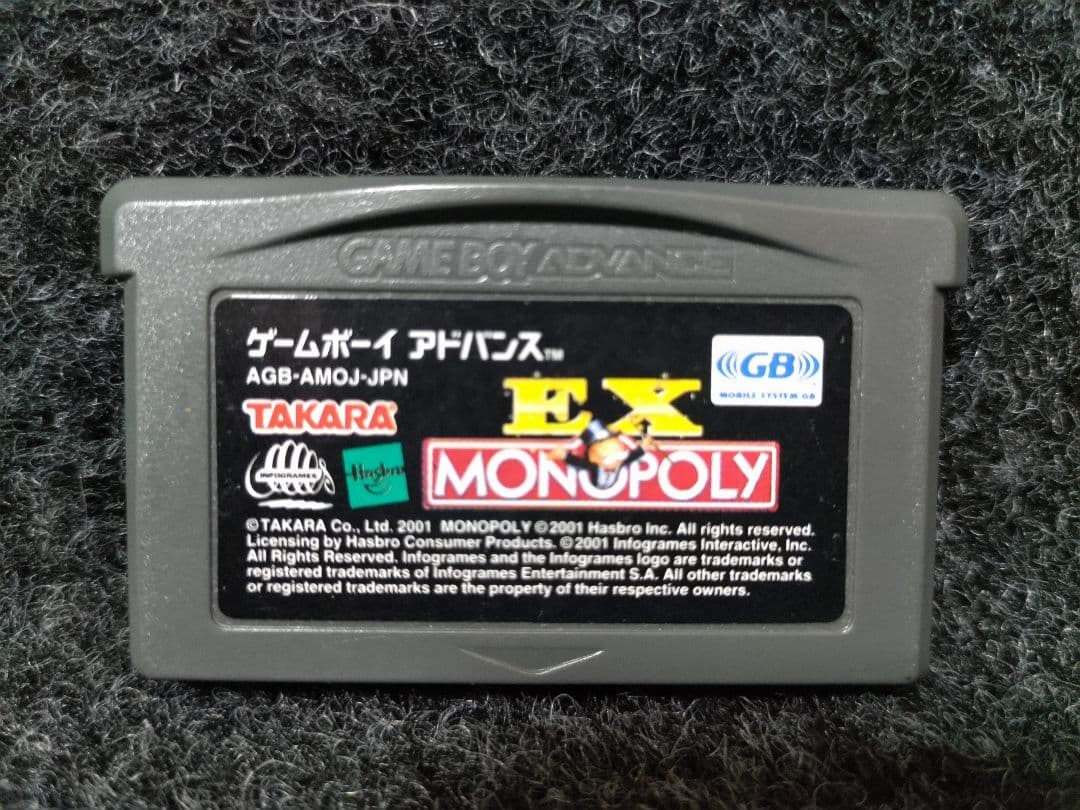 GAME BOY ADVANCE
ゲームボーイ アドバンス™
AGB-AMOJ-JPN
GB
MOBILE SYSTEM GB
TAKARA
EX
MONOPOLY
INFOGRAMES
Hasbro
©TAKARA Co., Ltd. 2001 MONOPOLY ©2001 Hasbro Inc. All rights reserved.
Licensing by Hasbro Consumer Products. ©2001 Infogrames Interactive, Inc.
All Rights Reserved. Infogrames and the Infogrames logo are trademarks or
registered trademarks of Infogrames Entertainment S.A. All other trademarks
or registered trademarks are the property of their respective owners.